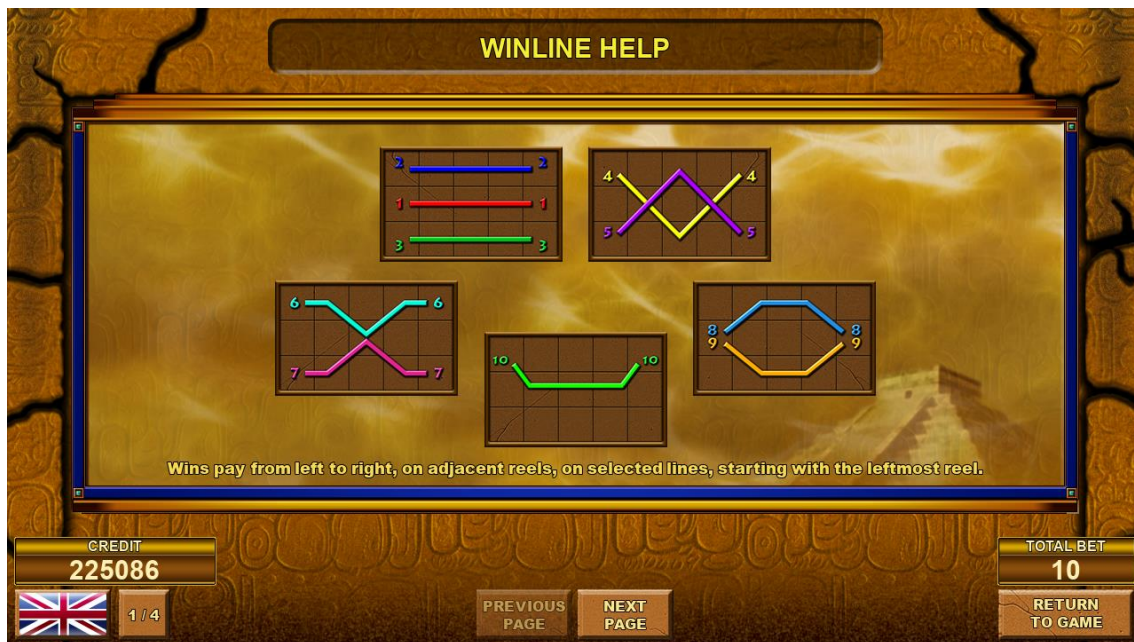 WINLINE HELP
2 2
1 1
3 3
4 4
5 5
6 6
7 7
8 8
9 9
10 10
Wins pay from left to right, on adjacent reels, on selected lines, starting with the leftmost reel.
CREDIT
225086
TOTAL BET
10
1 / 4
PREVIOUS
PAGE
NEXT
PAGE
RETURN
TO GAME